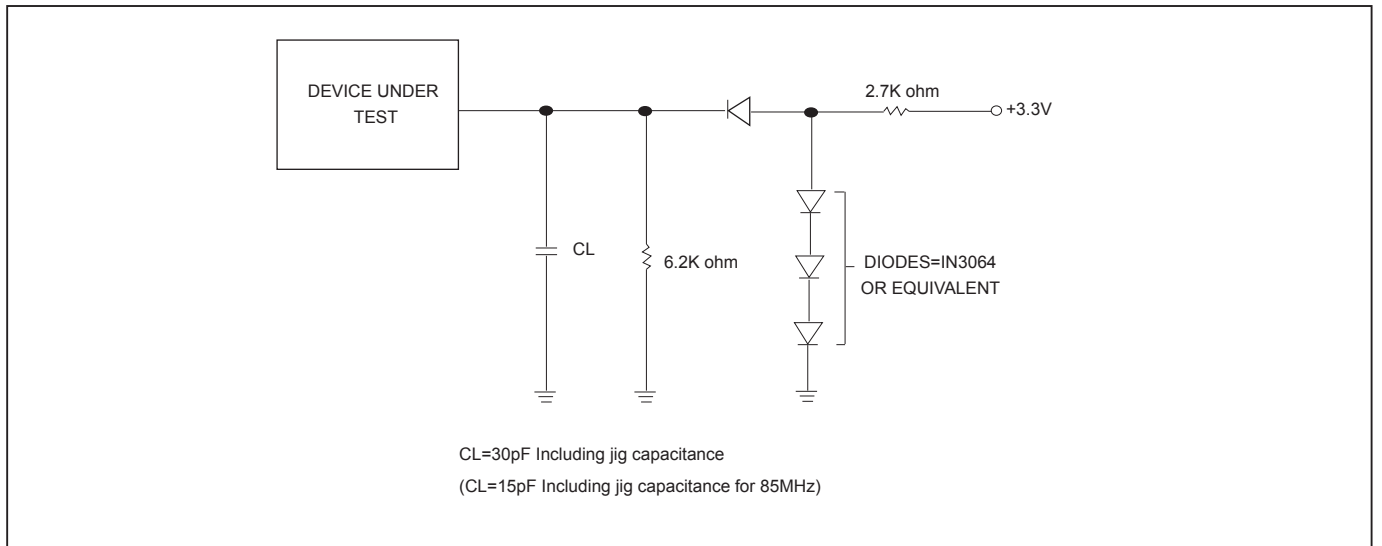 DEVICE UNDER
TEST
2.7K ohm
+3.3V
CL
6.2K ohm
DIODES=IN3064
OR EQUIVALENT
CL=30pF Including jig capacitance
(CL=15pF Including jig capacitance for 85MHz)